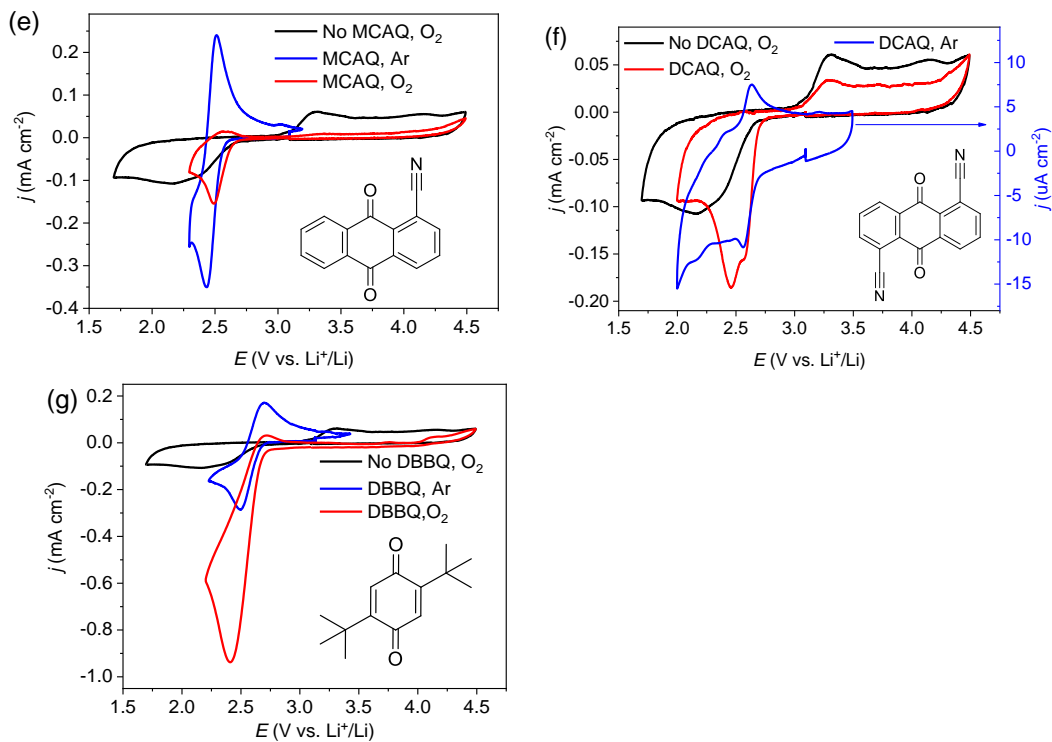 (e)
No MCAQ, O₂
MCAQ, Ar
MCAQ, O₂
0.2
0.1
0.0
-0.1
-0.2
-0.3
-0.4
j (mA cm⁻²)
N
O
O
1.5 2.0 2.5 3.0 3.5 4.0 4.5
E (V vs. Li⁺/Li)
(f)
No DCAQ, O₂
DCAQ, Ar
DCAQ, O₂
0.05
0.00
-0.05
-0.10
-0.15
-0.20
j (mA cm⁻²)
10
5
0
-5
-10
-15
j (uA cm⁻²)
N
O
O
N
1.5 2.0 2.5 3.0 3.5 4.0 4.5
E (V vs. Li⁺/Li)
(g)
No DBBQ, O₂
DBBQ, Ar
DBBQ,O₂
0.2
0.0
-0.2
-0.4
-0.6
-0.8
-1.0
j (mA cm⁻²)
O
O
1.5 2.0 2.5 3.0 3.5 4.0 4.5
E (V vs. Li⁺/Li)